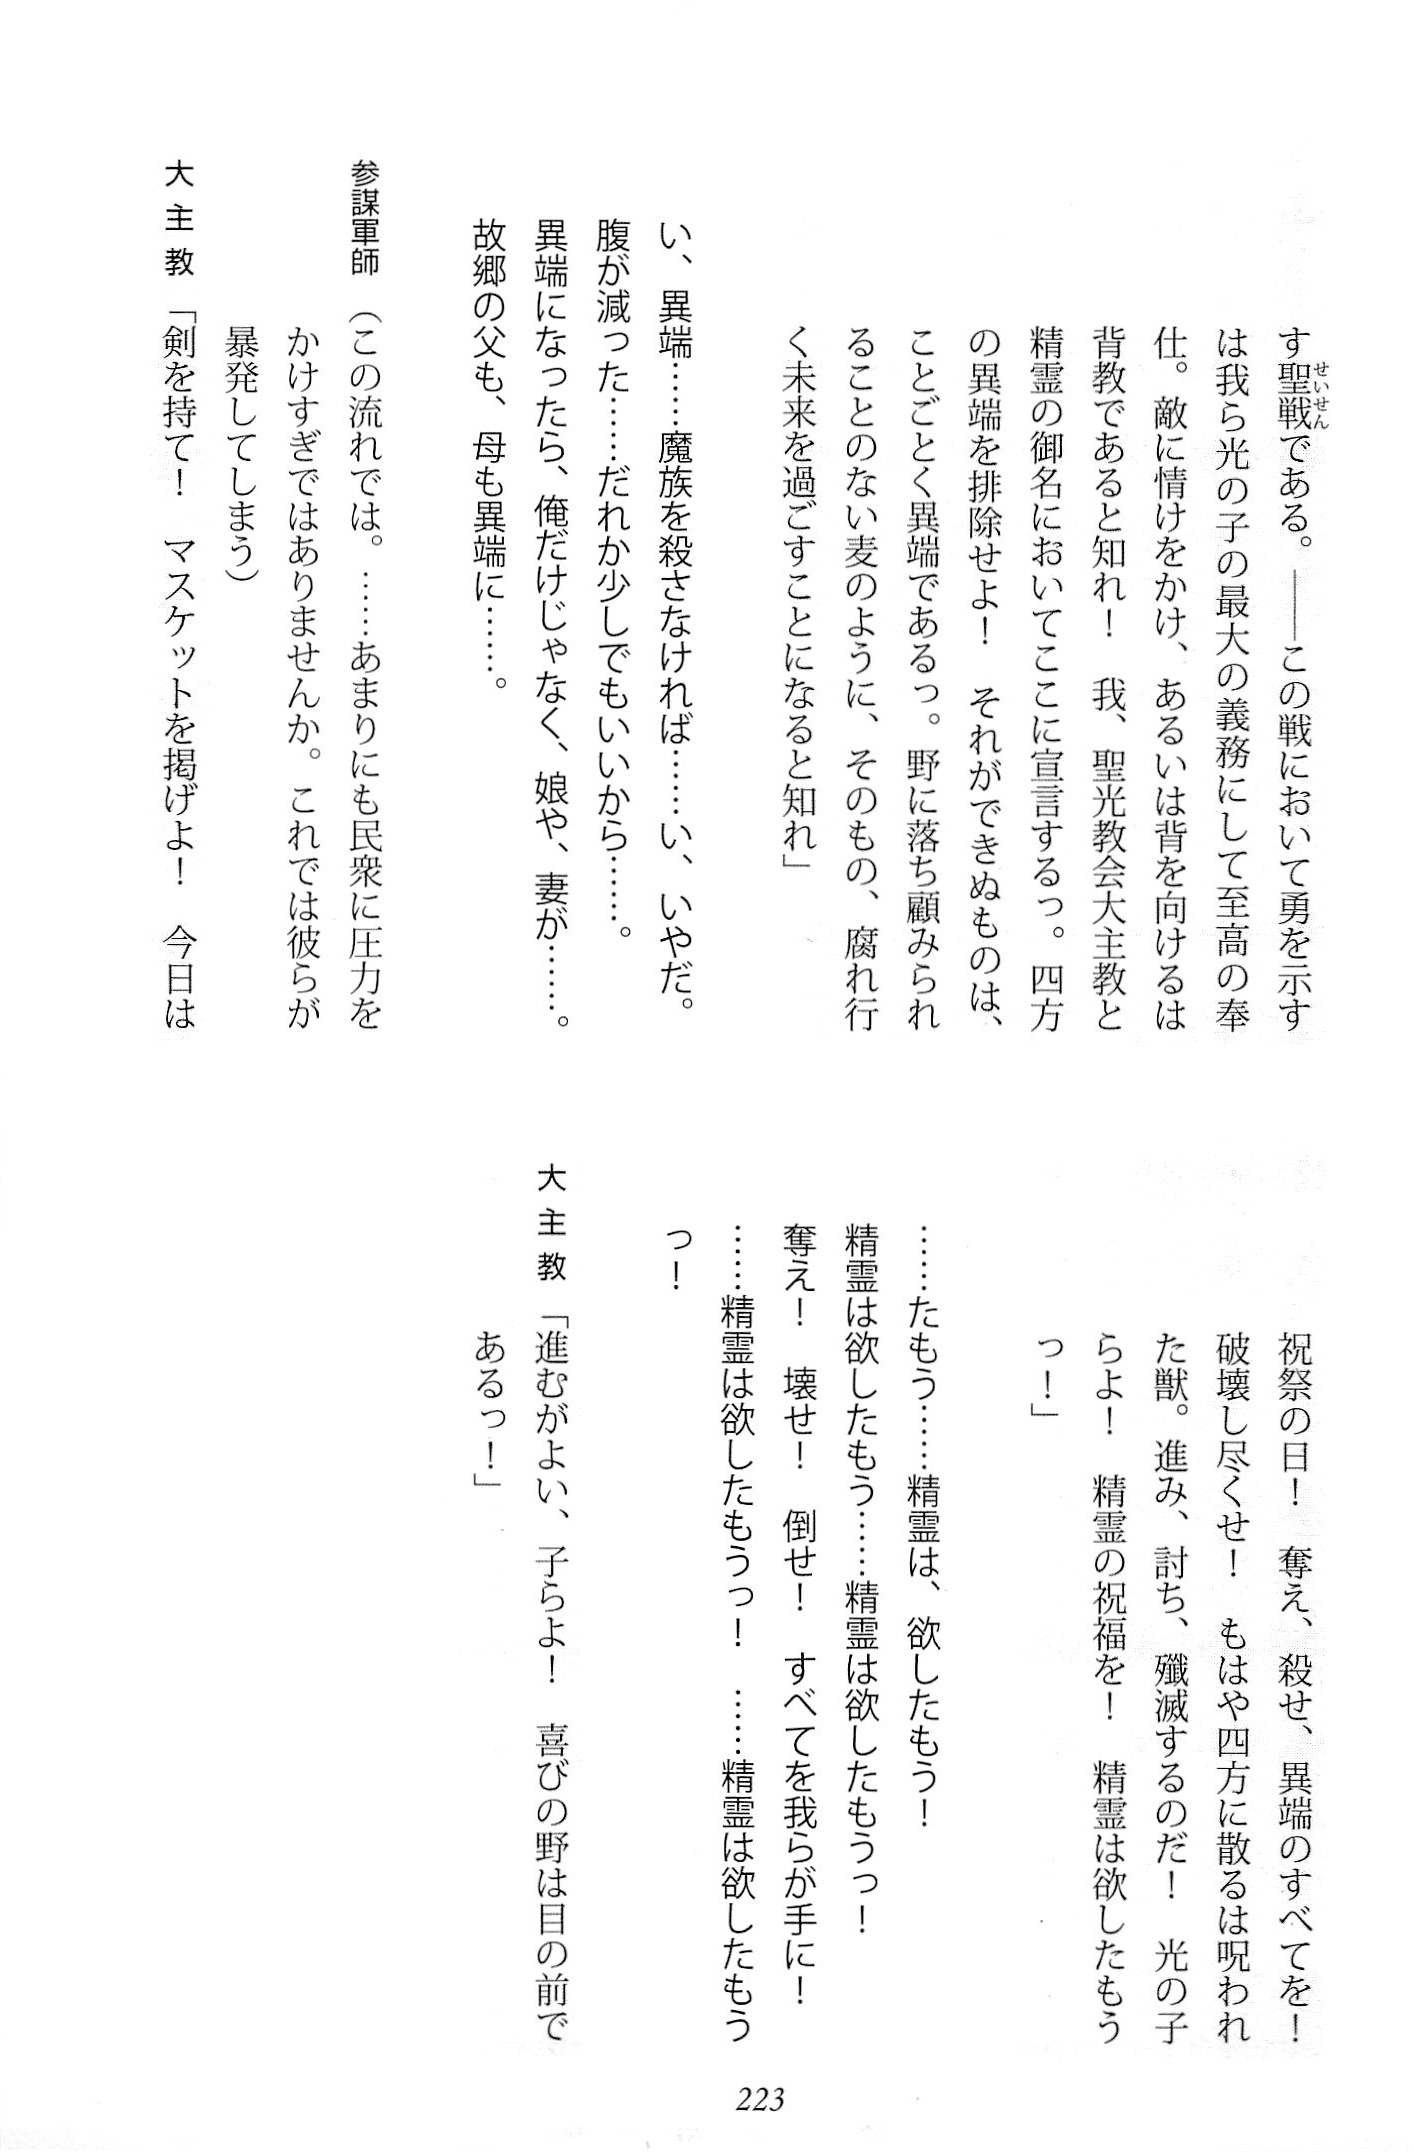 す聖戦である。――この戦において勇を示す
せいせん
は我ら光の子の最大の義務にして至高の奉
仕。敵に情けをかけ、あるいは背を向けるは
背教であると知れ！　我、聖光教会大主教と
精霊の御名においてここに宣言するっ。四方
の異端を排除せよ！　それができぬものは、
ことごとく異端であるっ。野に落ち顧みられ
ることのない麦のように、そのもの、腐れ行
く未来を過ごすことになると知れ」
い、異端……魔族を殺さなければ……い、いやだ。
腹が減った……だれか少しでもいいから……。
異端になったら、俺だけじゃなく、娘や、妻が……。
故郷の父も、母も異端に……。
参謀軍師（この流れでは。……あまりにも民衆に圧力を
かけすぎではありませんか。これでは彼らが
暴発してしまう）
大主教「剣を持て！　マスケットを掲げよ！　今日は
祝祭の日！　奪え、殺せ、異端のすべてを！
破壊し尽くせ！　もはや四方に散るは呪われ
た獣。進み、討ち、殲滅するのだ！　光の子
らよ！　精霊の祝福を！　精霊は欲したもう
っ！」
……たもう……精霊は、欲したもう！
精霊は欲したもう……精霊は欲したもうっ！
奪え！　壊せ！　倒せ！　すべてを我らが手に！
……精霊は欲したもうっ！　……精霊は欲したもう
っ！
大主教「進むがよい、子らよ！　喜びの野は目の前で
あるっ！」
223